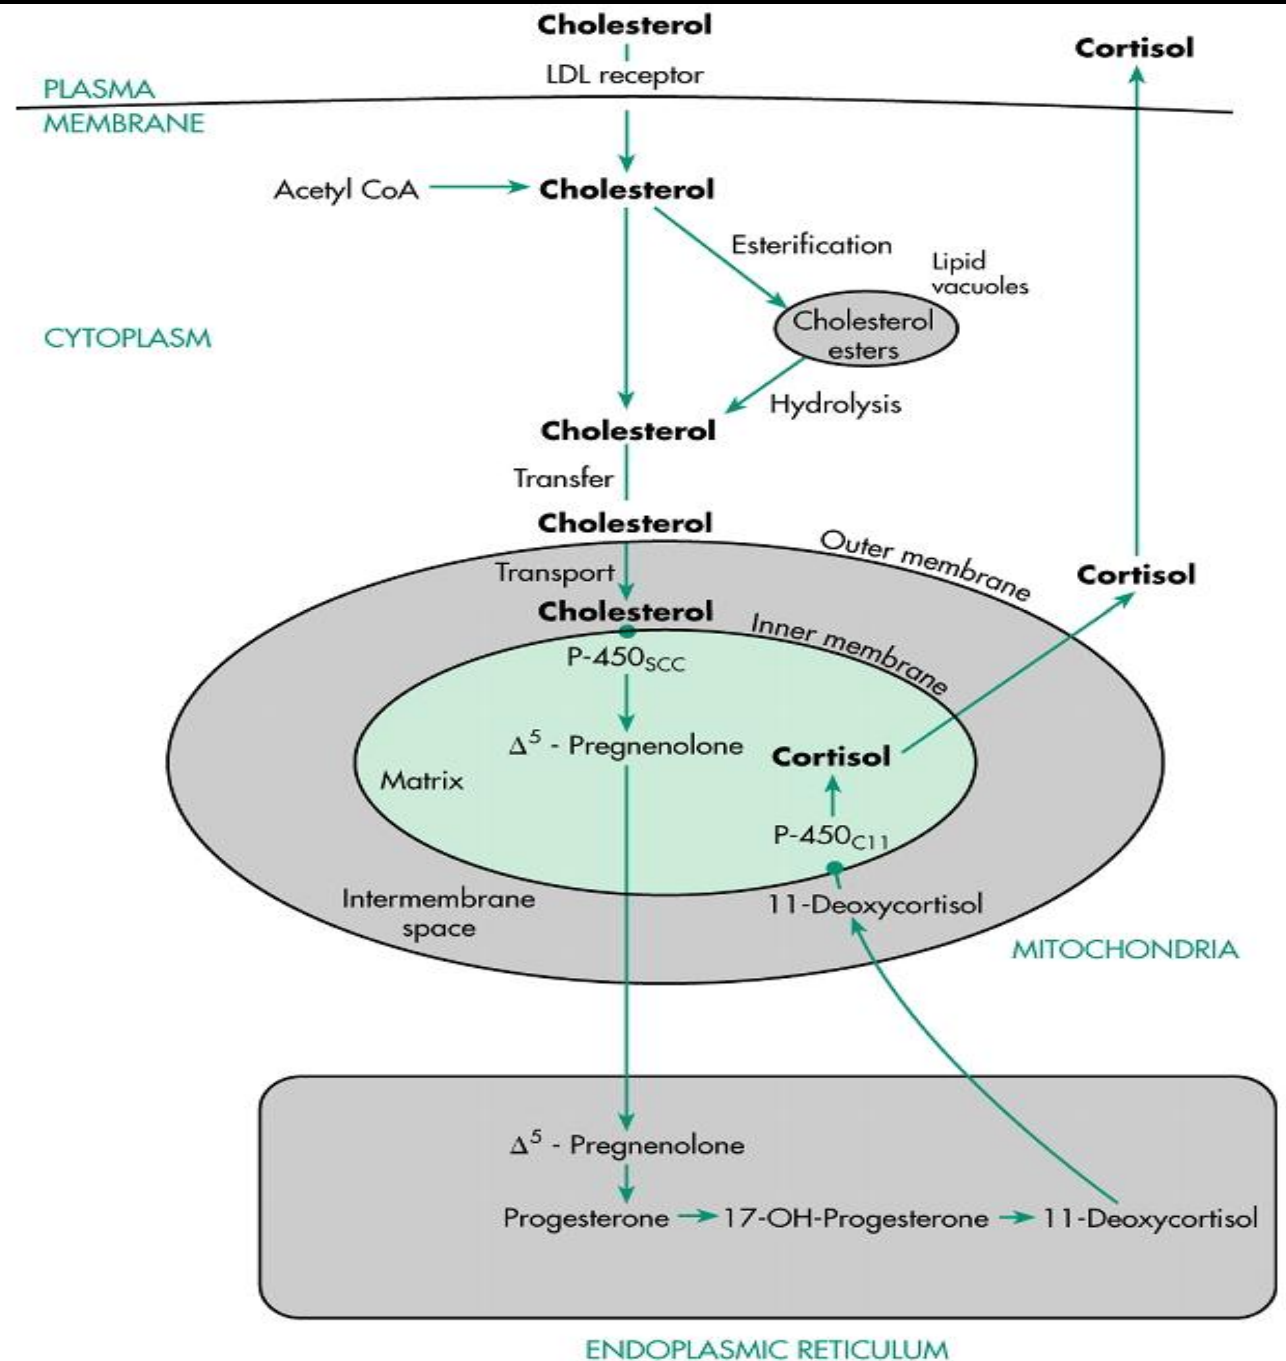 Cholesterol
Cortisol
LDL receptor
PLASMA
MEMBRANE
Acetyl CoA
Cholesterol
Esterification
Lipid
vacuoles
CYTOPLASM
Cholesterol
esters
Hydrolysis
Cholesterol
Transfer
Cholesterol
Outer membrane
Transport
Cortisol
Cholesterol
Inner membrane
P-450SCC
Δ⁵ - Pregnenolone
Cortisol
Matrix
P-450C11
Intermembrane
space
11-Deoxycortisol
MITOCHONDRIA
Δ⁵ - Pregnenolone
Progesterone
17-OH-Progesterone
11-Deoxycortisol
ENDOPLASMIC RETICULUM